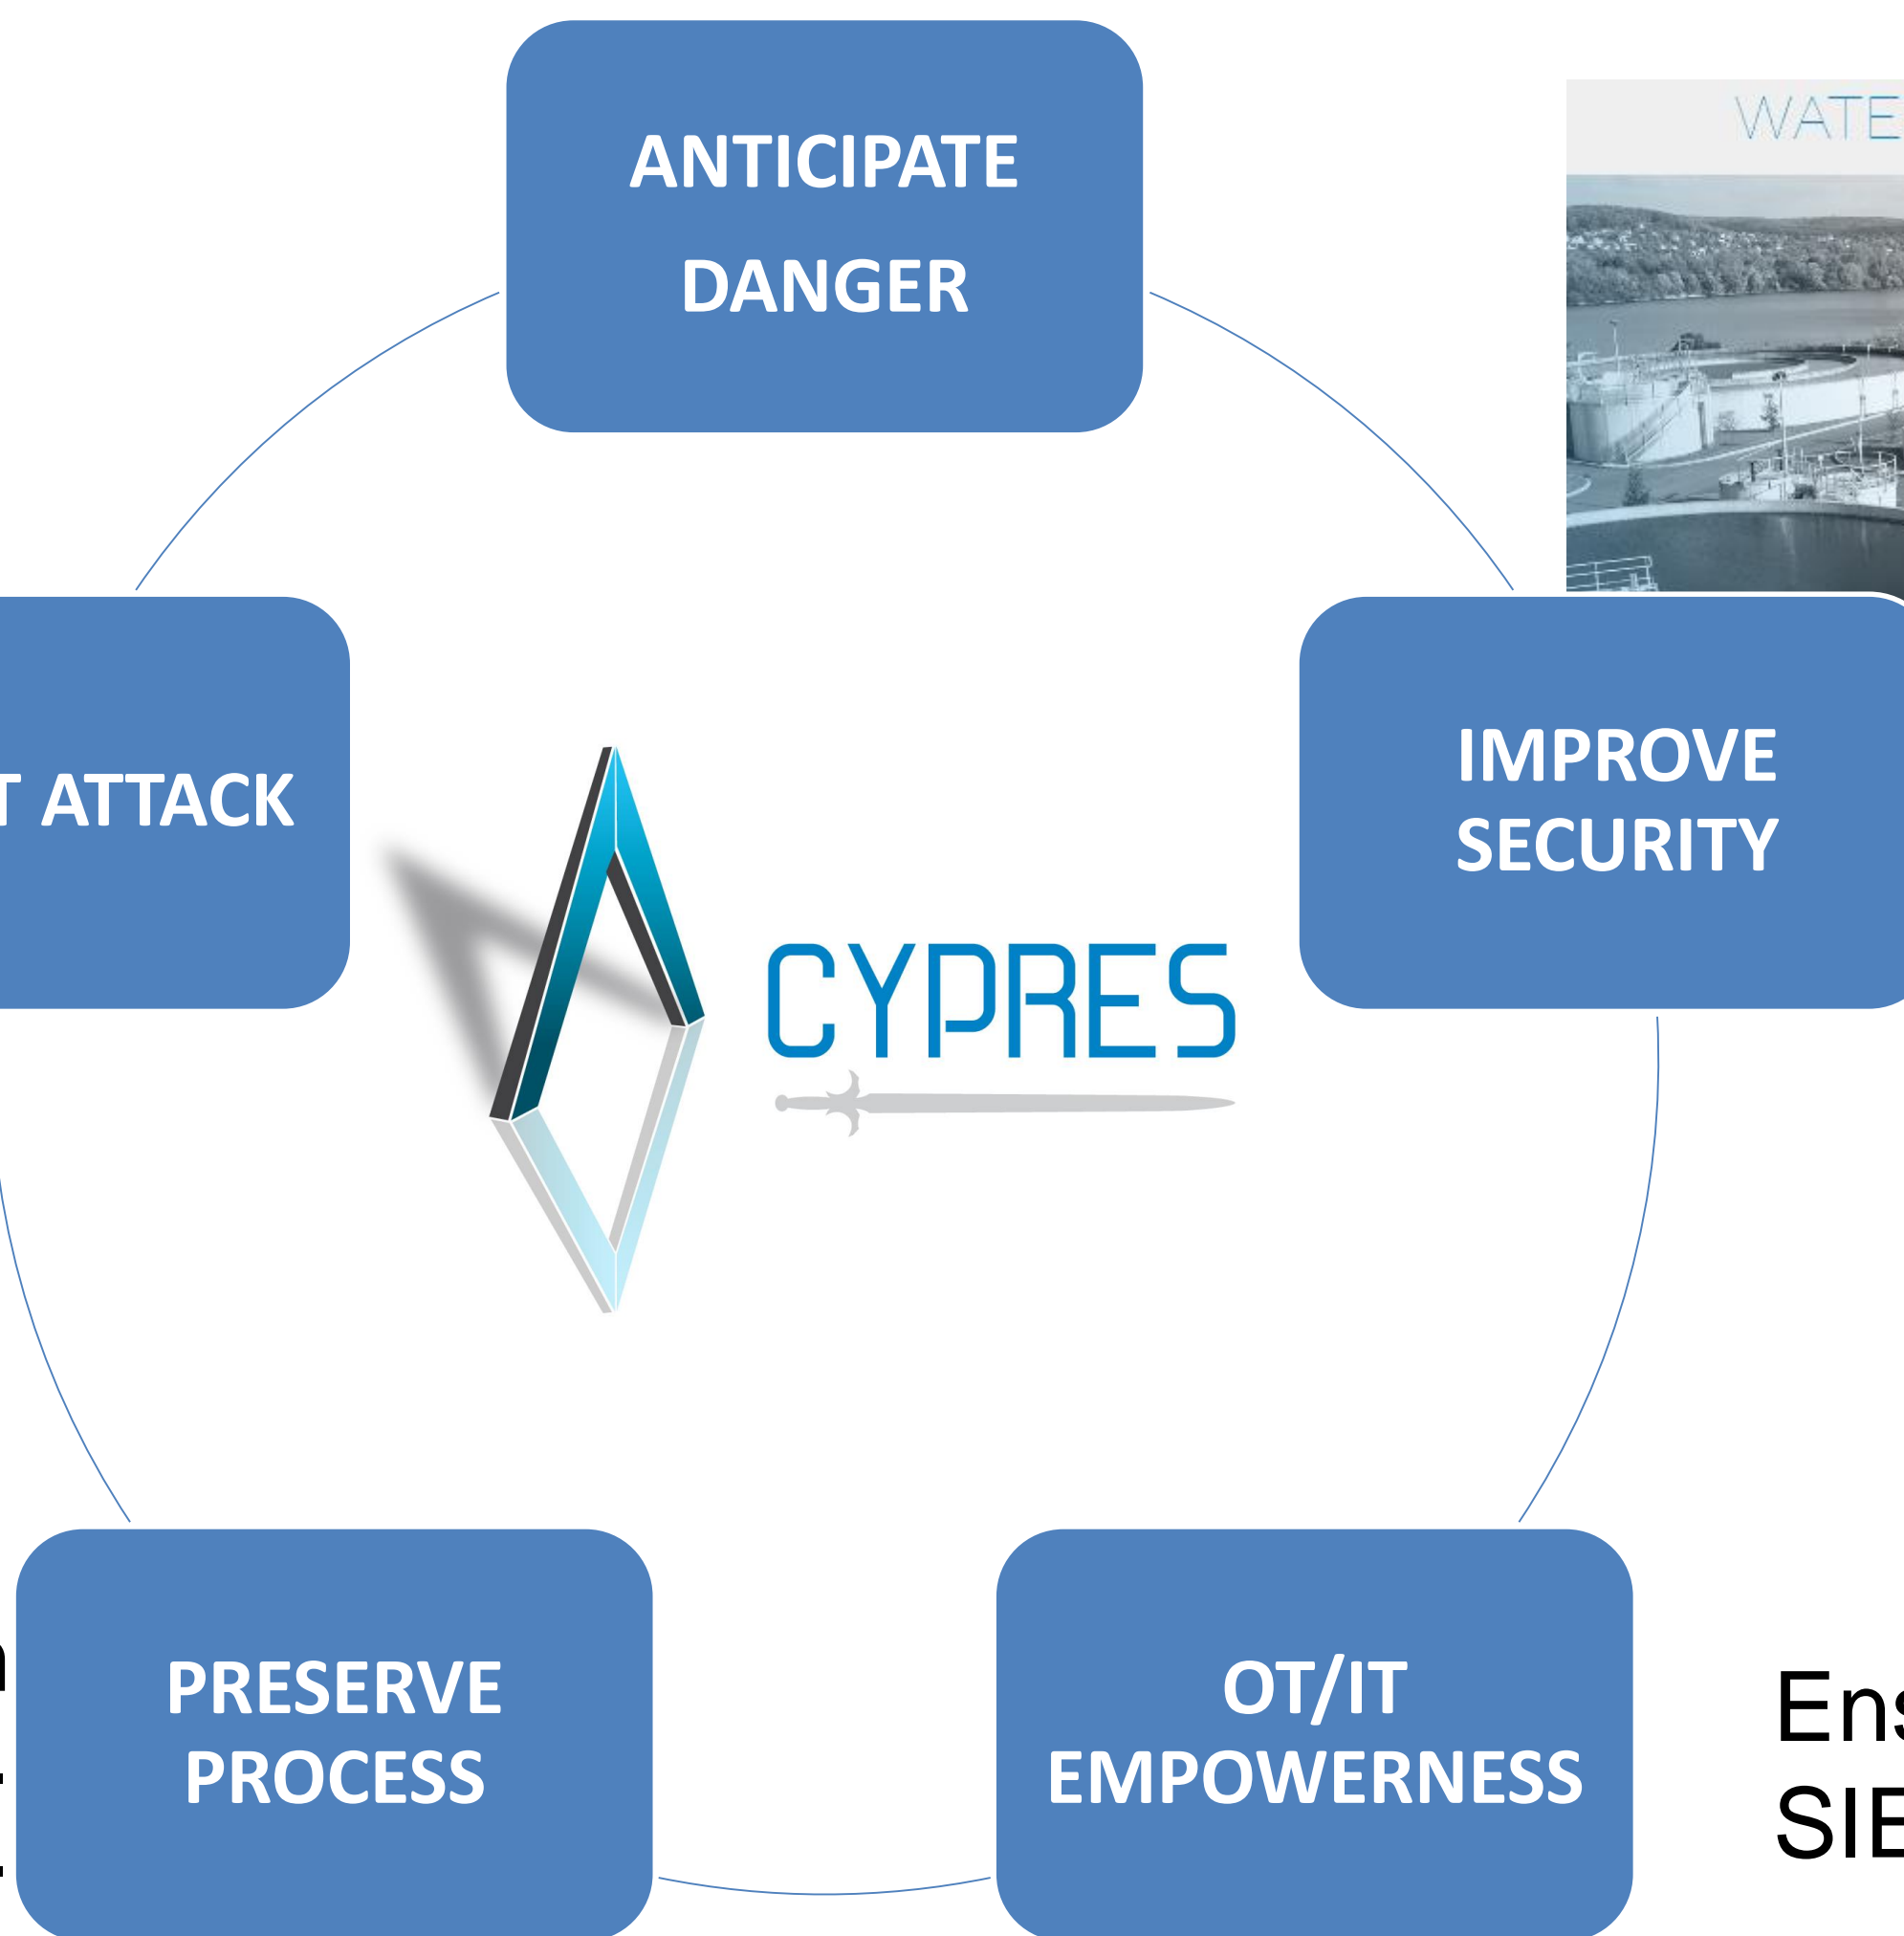 ANTICIPATE
DANGER
WATE
T ATTACK
IMPROVE
SECURITY
CYPRES
PRESERVE
PROCESS
OT/IT
EMPOWERNESS
Ens
SIE